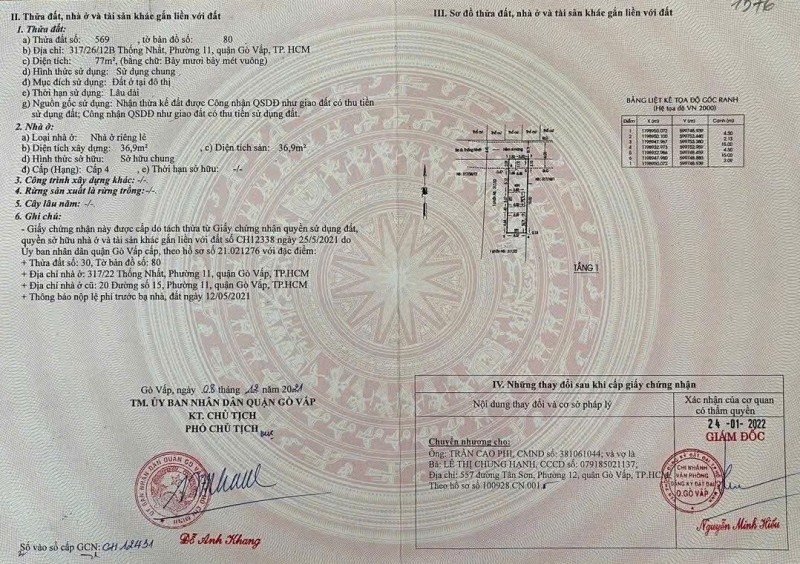 II. Thửa đất, nhà ở và tài sản khác gắn liền với đất
1. Thửa đất:
a) Thửa đất số: 569 , tờ bản đồ số: 80
b) Địa chỉ: 317/26/12B Thống Nhất, Phường 11, quận Gò Vấp, TP. HCM
c) Diện tích: 77m², (bằng chữ: Bảy mươi bảy mét vuông)
d) Hình thức sử dụng: Sử dụng chung
đ) Mục đích sử dụng: Đất ở tại đô thị
e) Thời hạn sử dụng: Lâu dài
g) Nguồn gốc sử dụng: Nhận thừa kế đất được Công nhận QSDĐ như giao đất có thu tiền
sử dụng đất; Công nhận QSDĐ như giao đất có thu tiền sử dụng đất.
2. Nhà ở:
a) Loại nhà ở: Nhà ở riêng lẻ
b) Diện tích xây dựng: 36,9m² , c) Diện tích sàn: 36,9m²
d) Hình thức sở hữu: Sở hữu chung
đ) Cấp (Hạng): Cấp 4 , e) Thời hạn sở hữu: -/-
3. Công trình xây dựng khác: -/-
4. Rừng sản xuất là rừng trồng:-/-
5. Cây lâu năm: -/-
6. Ghi chú:
- Giấy chứng nhận này được cấp do tách thửa từ Giấy chứng nhận quyền sử dụng đất,
quyền sở hữu nhà ở và tài sản khác gắn liền với đất số CH12338 ngày 25/5/2021 do
Ủy ban nhân dân quận Gò Vấp cấp, theo hồ sơ số 21.021276 với đặc điểm:
+ Thửa đất số: 30, Tờ bản đồ số: 80
+ Địa chỉ nhà ở: 317/22 Thống Nhất, Phường 11, quận Gò Vấp, TP.HCM
+ Địa chỉ nhà ở cũ: 20 Đường số 15, Phường 11, quận Gò Vấp, TP.HCM
+ Thông báo nộp lệ phí trước bạ nhà, đất ngày 12/05/2021
Gò Vấp, ngày 08 tháng 12 năm 2021
TM. ỦY BAN NHÂN DÂN QUẬN GÒ VẤP
KT. CHỦ TỊCH
PHÓ CHỦ TỊCH
Đỗ Anh Khang
Số vào sổ cấp GCN: CH12431
III. Sơ đồ thửa đất, nhà ở và tài sản khác gắn liền với đất
BẢNG LIỆT KÊ TỌA ĐỘ GÓC RANH
(Hệ tọa độ VN 2000)
Điểm X (m) Y (m) Cạnh (m)
TẦNG 1
IV. Những thay đổi sau khi cấp giấy chứng nhận
Nội dung thay đổi và cơ sở pháp lý
Xác nhận của cơ quan
có thẩm quyền
24 -01- 2022
GIÁM ĐỐC
Chuyển nhượng cho:
Ông: TRẦN CAO PHI, CMND số: 381061044; và vợ là
Bà: LÊ THỊ CHUNG HẠNH, CCCD số: 079185021137;
Địa chỉ: 557 đường Tân Sơn, Phường 12, quận Gò Vấp, TP.HCM
Theo hồ sơ số 100928.CN.001
CHI NHÁNH
VĂN PHÒNG
ĐĂNG KÝ ĐẤT ĐAI
Q.GÒ VẤP
Nguyễn Minh Hiếu